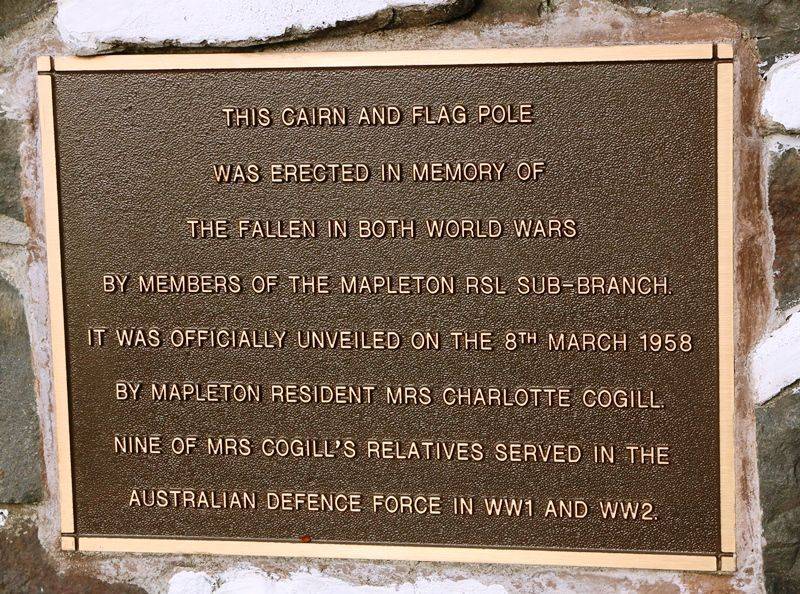 THIS CAIRN AND FLAG POLE
WAS ERECTED IN MEMORY OF
THE FALLEN IN BOTH WORLD WARS
BY MEMBERS OF THE MAPLETON RSL SUB-BRANCH.
IT WAS OFFICIALLY UNVEILED ON THE 8TH MARCH 1958
BY MAPLETON RESIDENT MRS CHARLOTTE COGILL.
NINE OF MRS COGILL'S RELATIVES SERVED IN THE
AUSTRALIAN DEFENCE FORCE IN WW1 AND WW2.